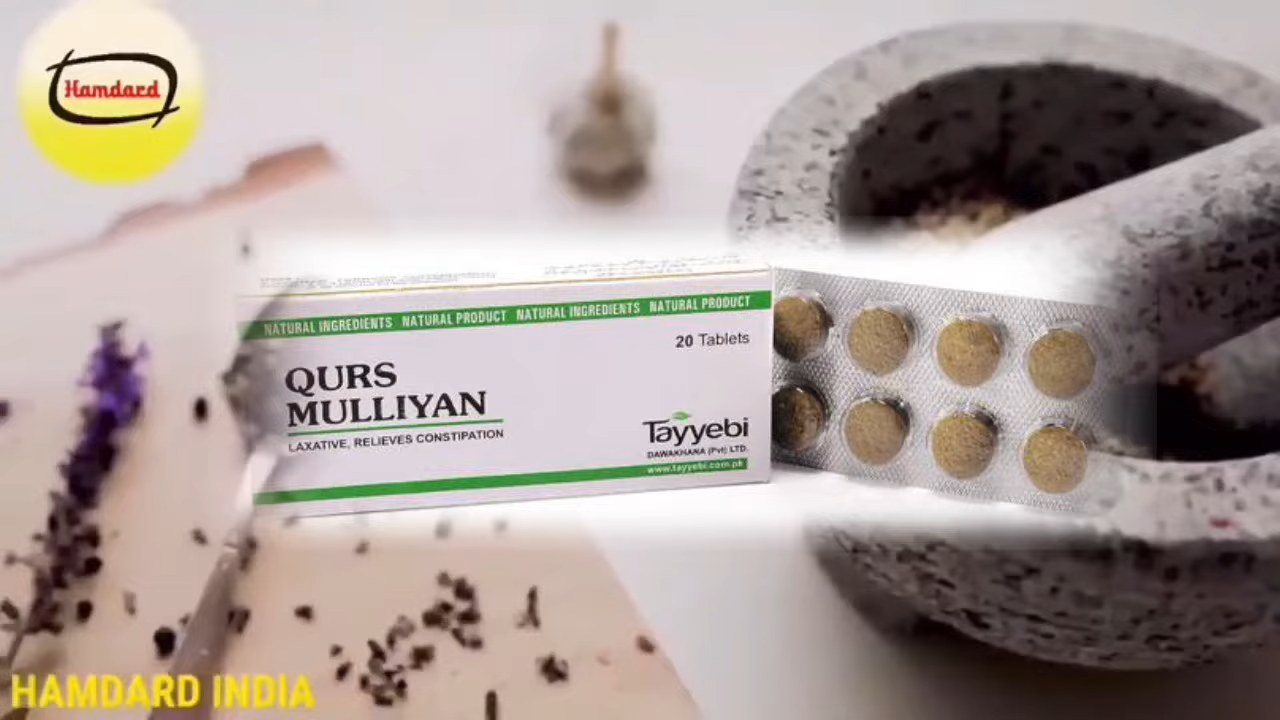 Hamdard
NATURAL INGREDIENTS NATURAL PRODUCT NATURAL INGREDIENTS NATURAL PRODUCT
20 Tablets
QURS
MULLIYAN
LAXATIVE, RELIEVES CONSTIPATION
Tayyebi
DAWAKHANA (Pvt) LTD.
www.tayyebi.com.pk
HAMDARD INDIA